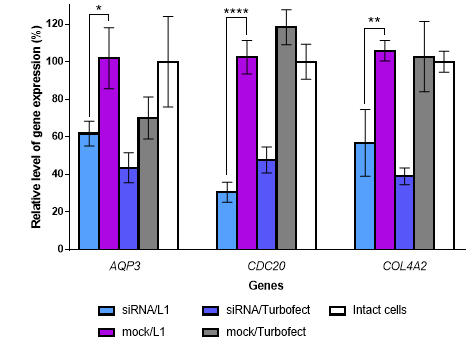 Relative level of gene expression (%)
120
100
80
60
40
20
0
*
****
**
AQP3
CDC20
COL4A2
Genes
siRNA/L1
siRNA/Turbofect
Intact cells
mock/L1
mock/Turbofect